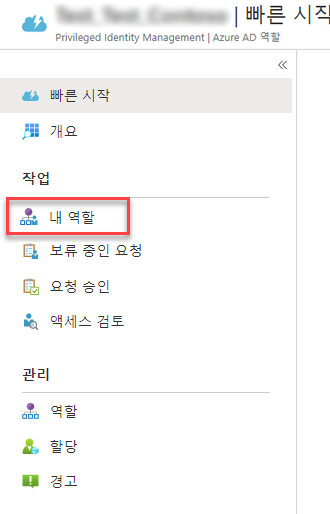 | 빠른 시작
Privileged Identity Management | Azure AD 역할
«
빠른 시작
개요
작업
내 역할
보류 중인 요청
요청 승인
액세스 검토
관리
역할
할당
경고